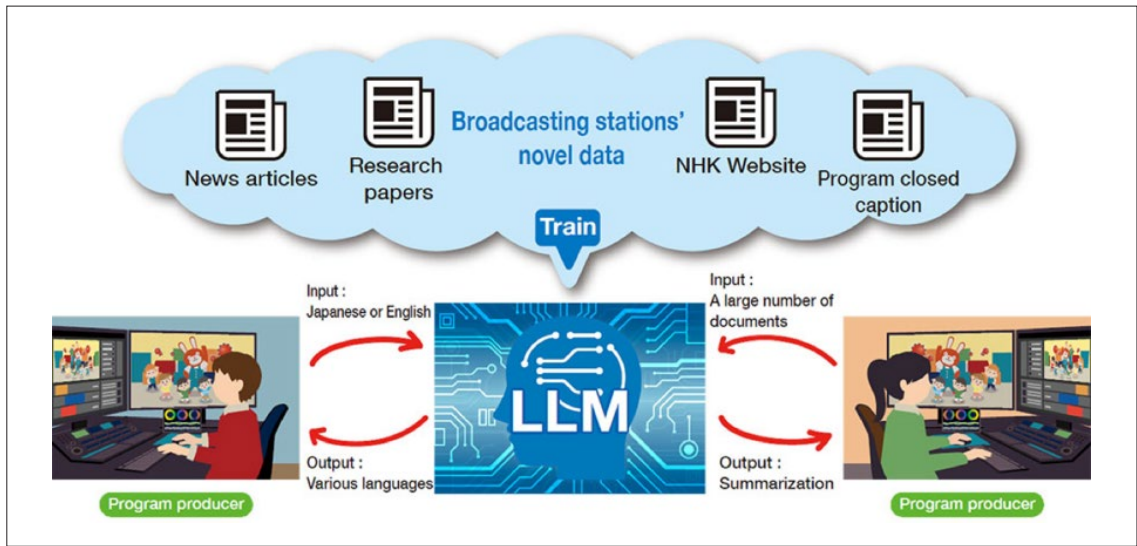 Broadcasting stations'
novel data
News articles
Research
papers
NHK Website
Program closed
caption
Train
Input :
Japanese or English
Output :
Various languages
LLM
Input :
A large number of
documents
Output :
Summarization
Program producer
Program producer